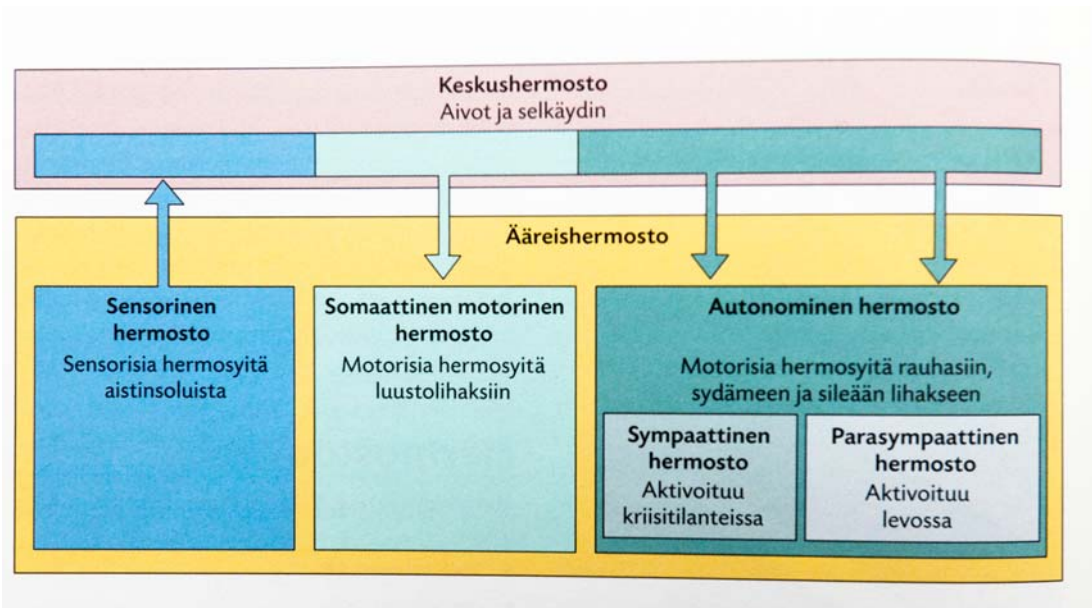 Keskushermosto
Aivot ja selkäydin
Ääreishermosto
Sensorinen
hermosto
Sensorisia hermosyitä
aistinsoluista
Somaattinen motorinen
hermosto
Motorisia hermosyitä
luustolihaksiin
Autonominen hermosto
Motorisia hermosyitä rauhasiin,
sydämeen ja sileään lihakseen
Sympaattinen
hermosto
Aktivoituu
kriisitilanteissa
Parasympaattinen
hermosto
Aktivoituu
levossa